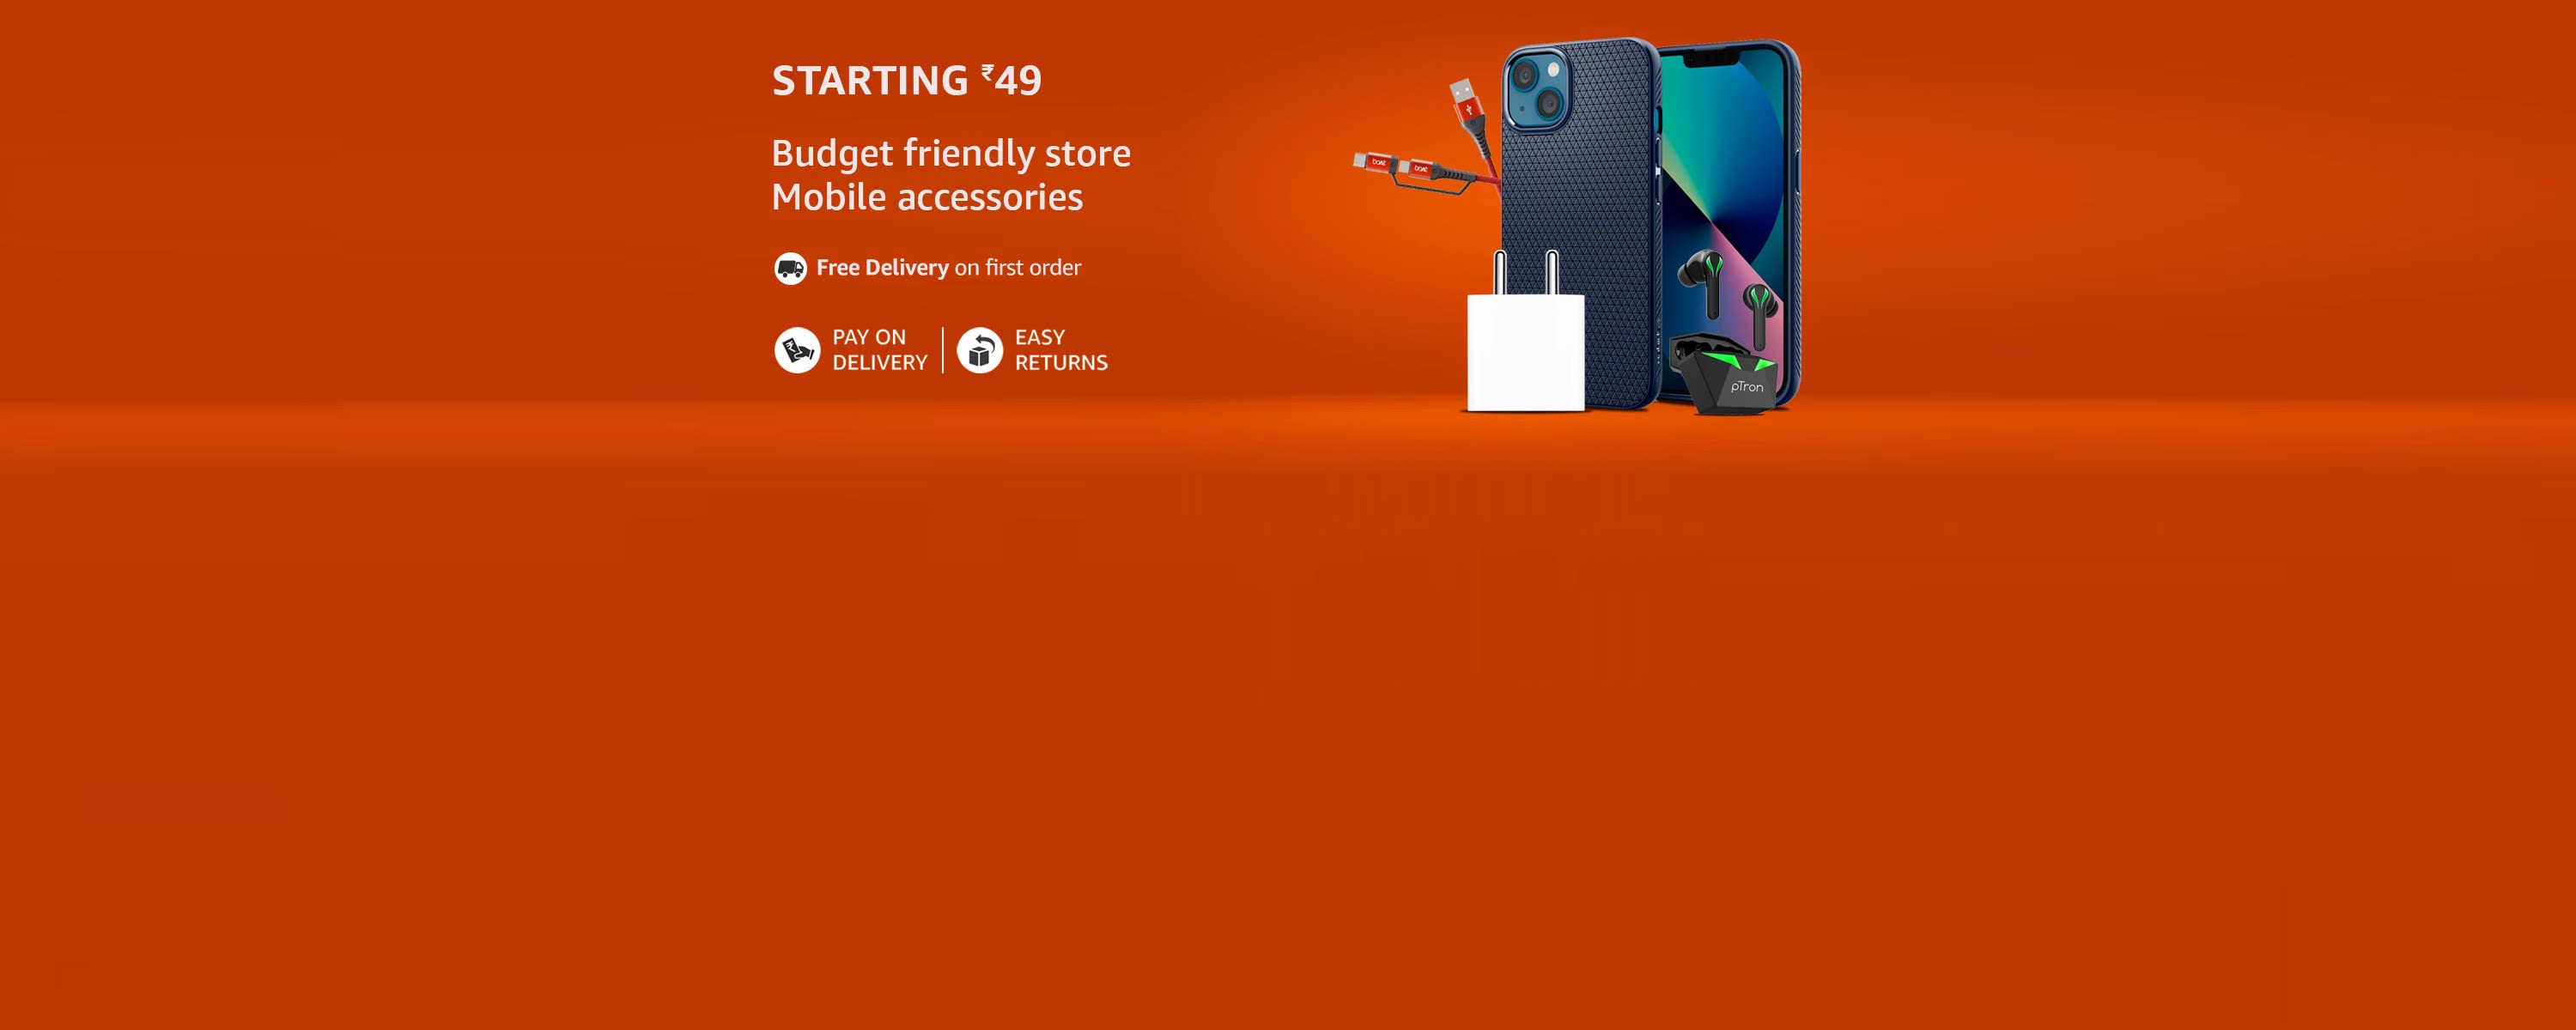 STARTING ₹49
Budget friendly store
Mobile accessories
Free Delivery on first order
PAY ON
DELIVERY
EASY
RETURNS
boAt
boAt
pTron